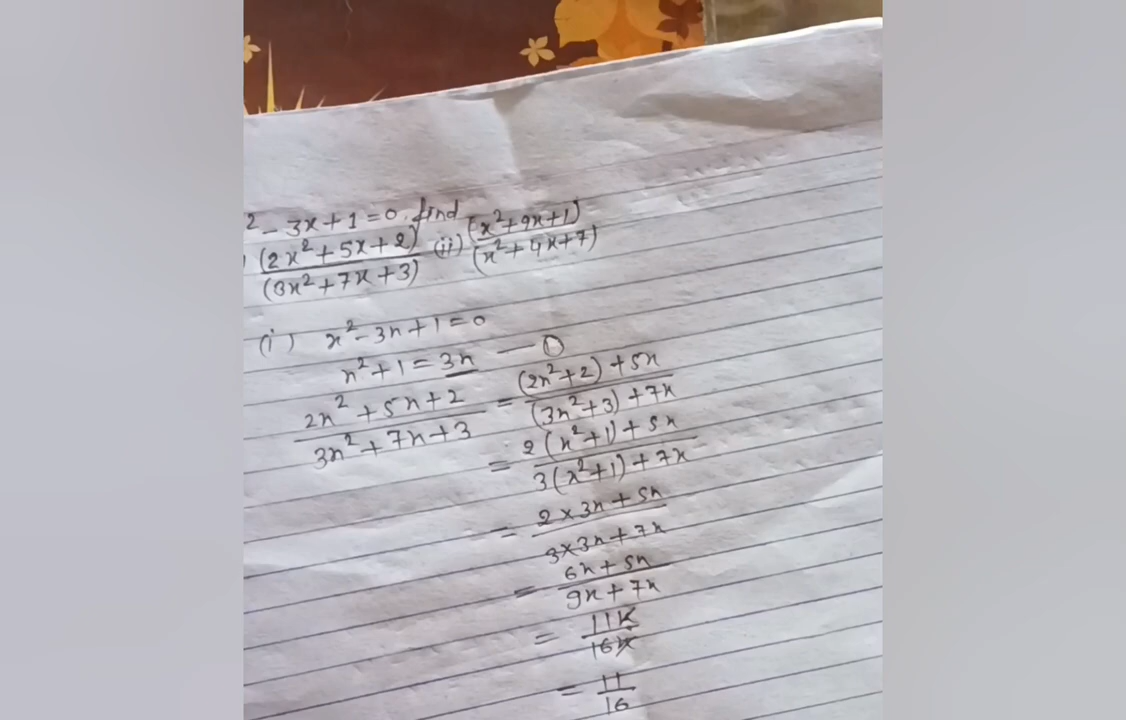 ² - 3x + 1 = 0, find
(2x² + 5x + 2) / (3x² + 7x + 3) (ii) (x² + 9x + 1) / (x² + 4x + 7)
(i) x² - 3x + 1 = 0
x² + 1 = 3x — ①
(2x² + 5x + 2) / (3x² + 7x + 3) = ((2x² + 2) + 5x) / ((3x² + 3) + 7x)
= (2(x² + 1) + 5x) / (3(x² + 1) + 7x)
= (2 × 3x + 5x) / (3 × 3x + 7x)
= (6x + 5x) / (9x + 7x)
= 11x / 16x
= 11 / 16